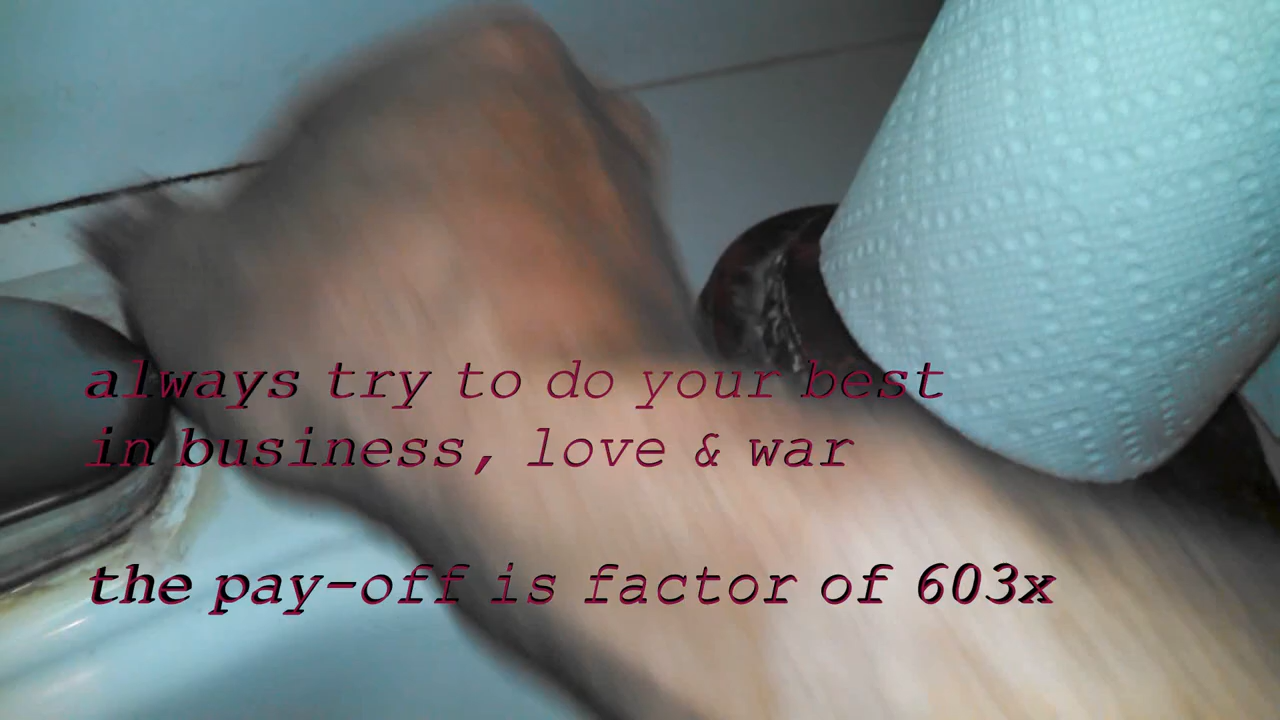 always try to do your best
in business, love & war
the pay-off is factor of 603x